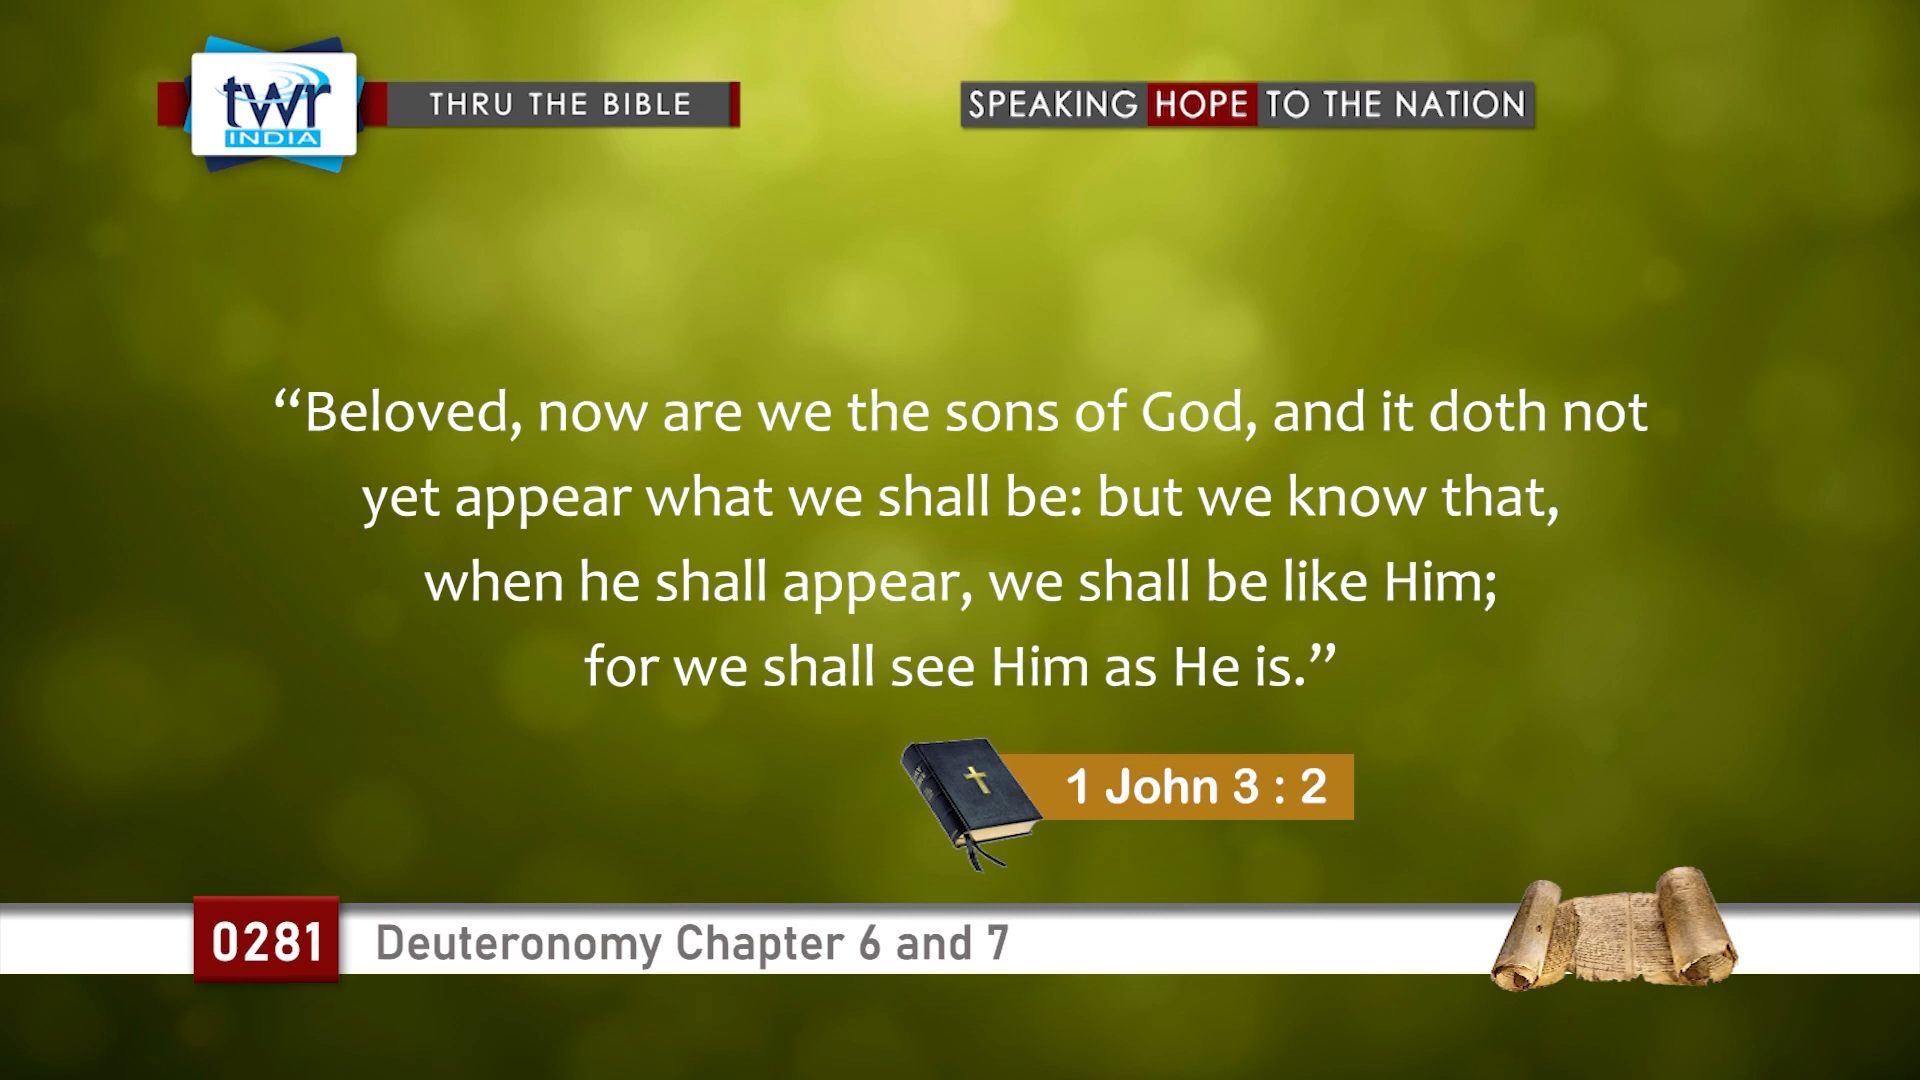 twr
INDIA
THRU THE BIBLE
SPEAKING HOPE TO THE NATION
“Beloved, now are we the sons of God, and it doth not
yet appear what we shall be: but we know that,
when he shall appear, we shall be like Him;
for we shall see Him as He is.”
1 John 3 : 2
0281 Deuteronomy Chapter 6 and 7